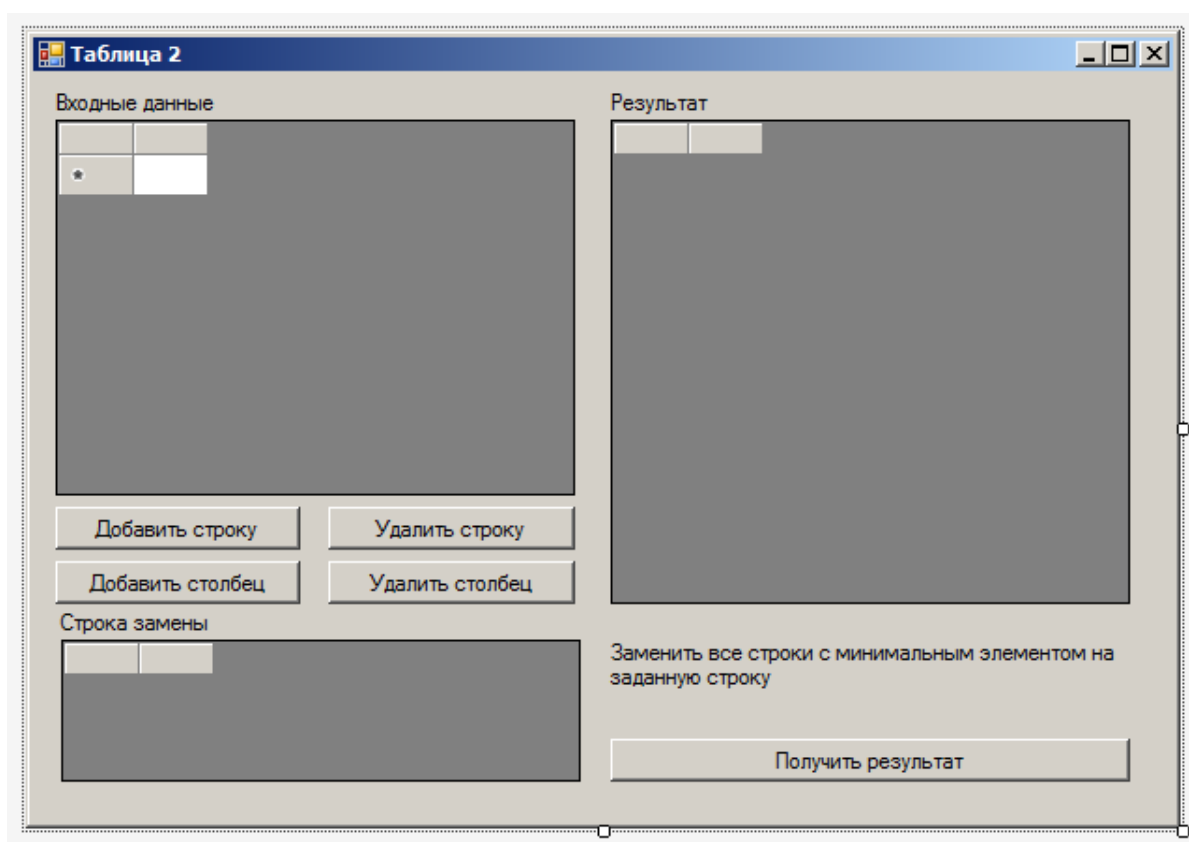 Таблица 2
Входные данные
Результат
Добавить строку
Удалить строку
Добавить столбец
Удалить столбец
Строка замены
Заменить все строки с минимальным элементом на
заданную строку
Получить результат